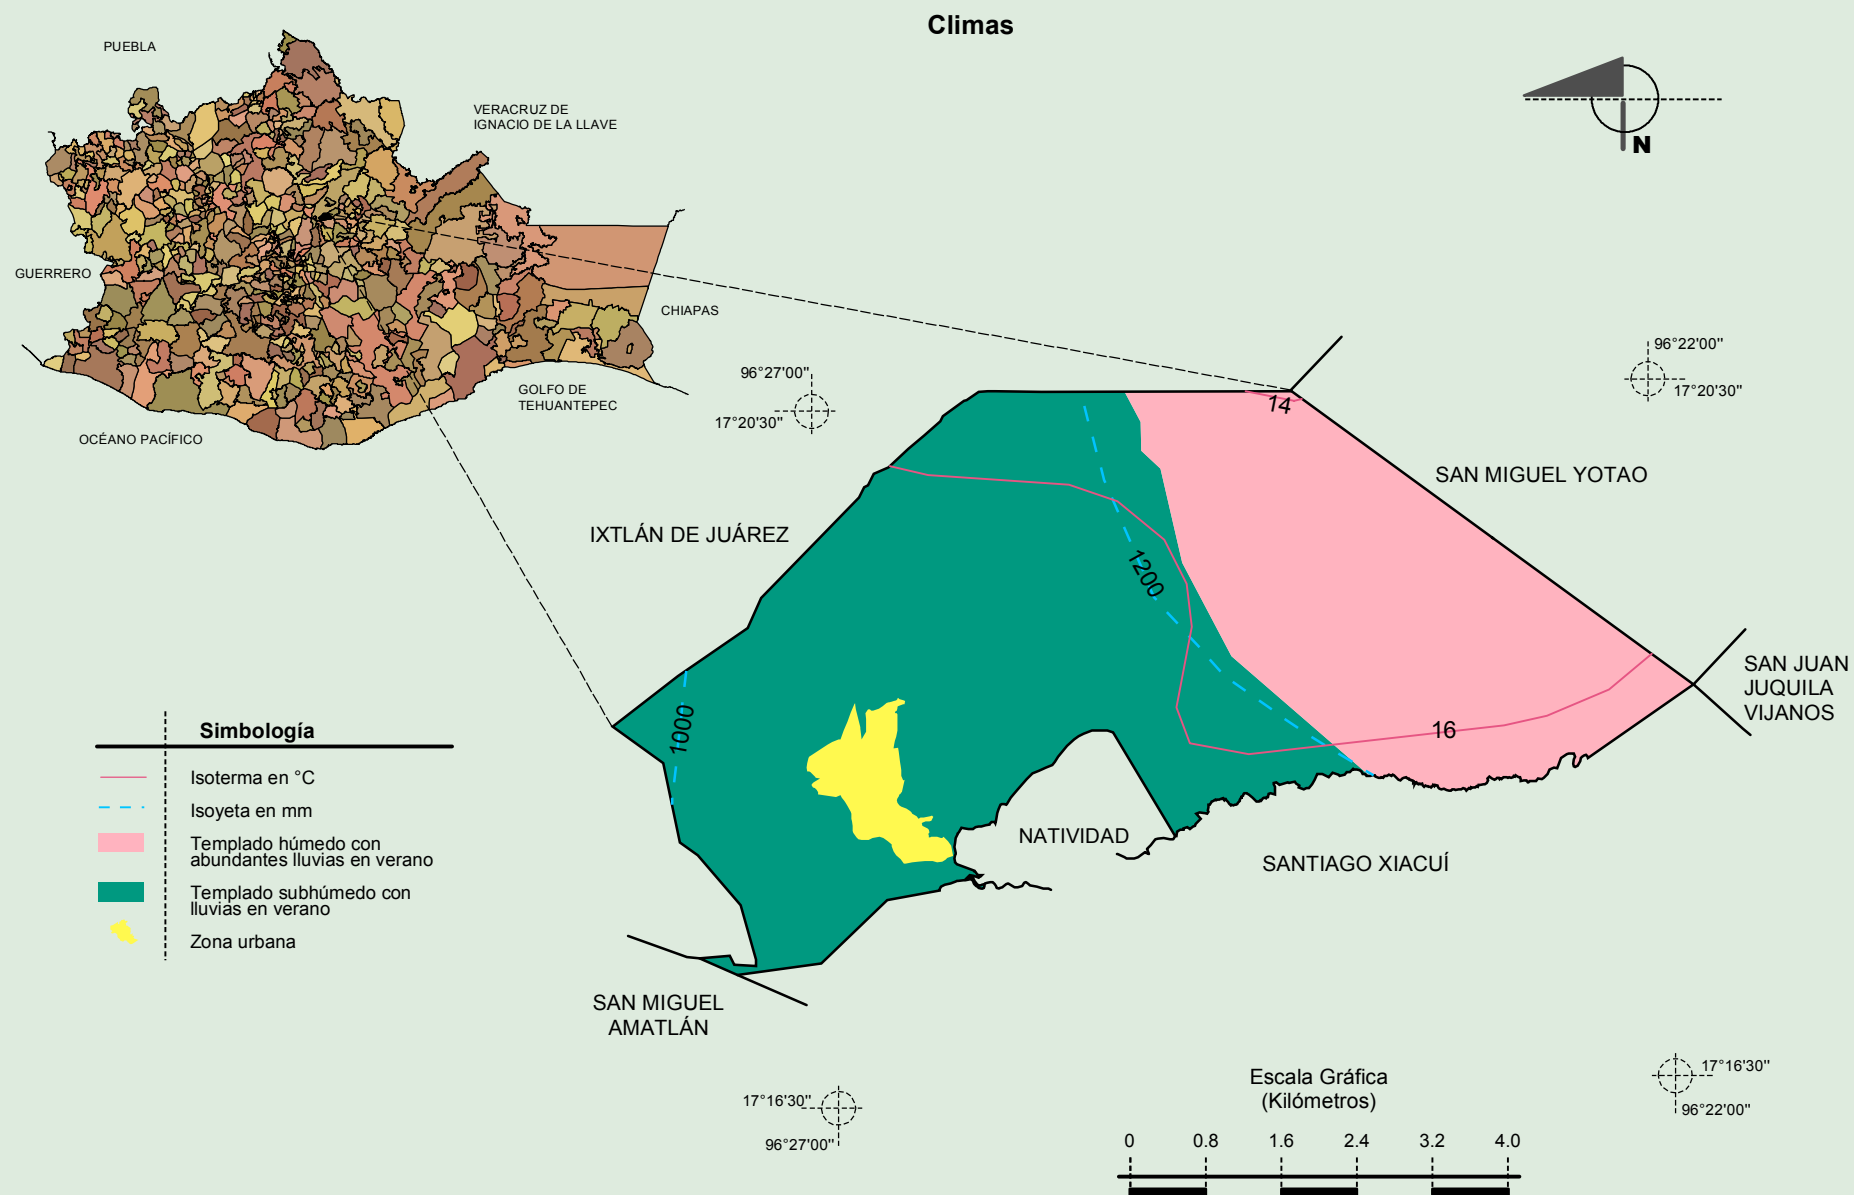 Climas
PUEBLA
VERACRUZ DE
IGNACIO DE LA LLAVE
N
GUERRERO
CHIAPAS
GOLFO DE
TEHUANTEPEC
OCÉANO PACÍFICO
96°27'00"
17°20'30"
96°22'00"
17°20'30"
14
SAN MIGUEL YOTAO
IXTLÁN DE JUÁREZ
1200
SAN JUAN
JUQUILA
VIJANOS
1000
16
NATIVIDAD
SANTIAGO XIACUÍ
SAN MIGUEL
AMATLÁN
Simbología
Isoterma en °C
Isoyeta en mm
Templado húmedo con
abundantes lluvias en verano
Templado subhúmedo con
lluvias en verano
Zona urbana
17°16'30"
96°27'00"
17°16'30"
96°22'00"
Escala Gráfica
(Kilómetros)
0 0.8 1.6 2.4 3.2 4.0